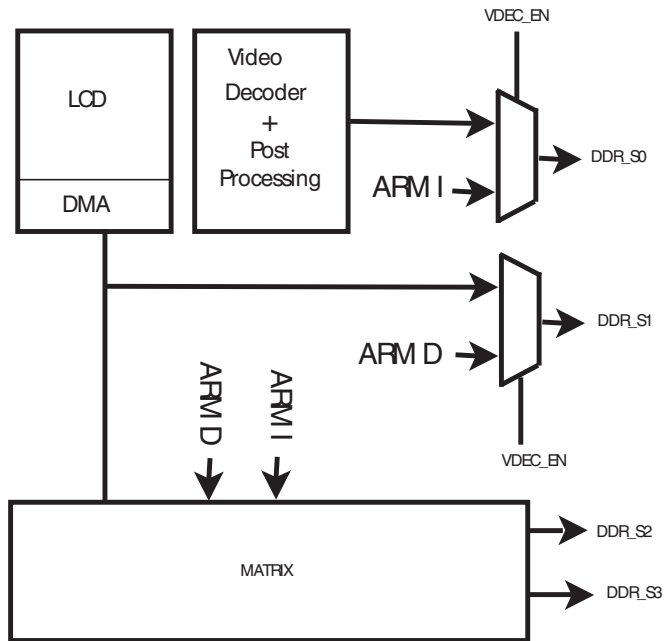 VDEC_EN
LCD
DMA
Video
Decoder
+
Post
Processing
ARM I
DDR_S0
ARM D
DDR_S1
VDEC_EN
ARM D
ARM I
MATRIX
DDR_S2
DDR_S3